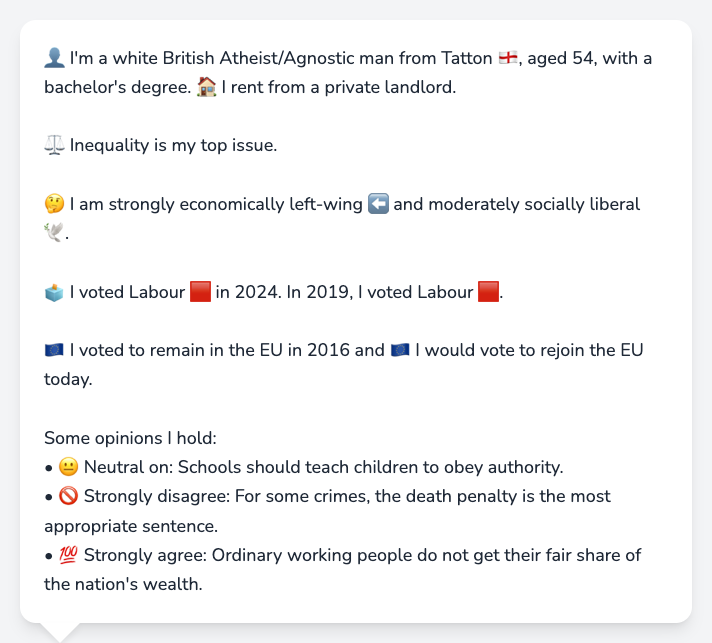 👤 I'm a white British Atheist/Agnostic man from Tatton 🏴󠁧󠁢󠁥󠁮󠁧󠁿, aged 54, with a
bachelor's degree. 🏠 I rent from a private landlord.
⚖️ Inequality is my top issue.
🤔 I am strongly economically left-wing ⬅️ and moderately socially liberal
🕊️.
🗳️ I voted Labour 🟥 in 2024. In 2019, I voted Labour 🟥.
🇪🇺 I voted to remain in the EU in 2016 and 🇪🇺 I would vote to rejoin the EU
today.
Some opinions I hold:
• 😐 Neutral on: Schools should teach children to obey authority.
• 🚫 Strongly disagree: For some crimes, the death penalty is the most
appropriate sentence.
• 💯 Strongly agree: Ordinary working people do not get their fair share of
the nation's wealth.